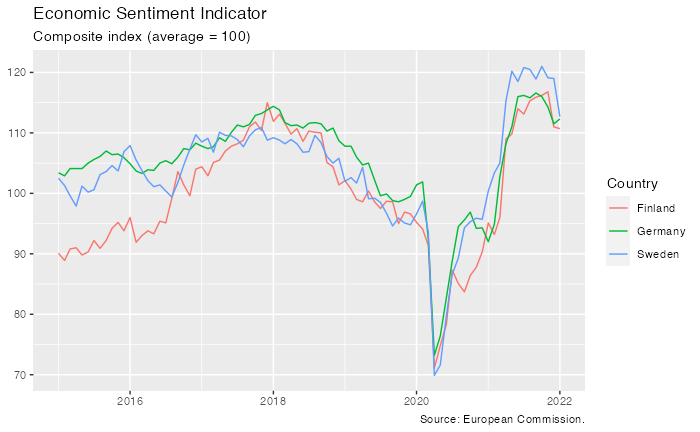 Economic Sentiment Indicator
Composite index (average = 100)
120
110
100
90
80
70
2016
2018
2020
2022
Country
Finland
Germany
Sweden
Source: European Commission.